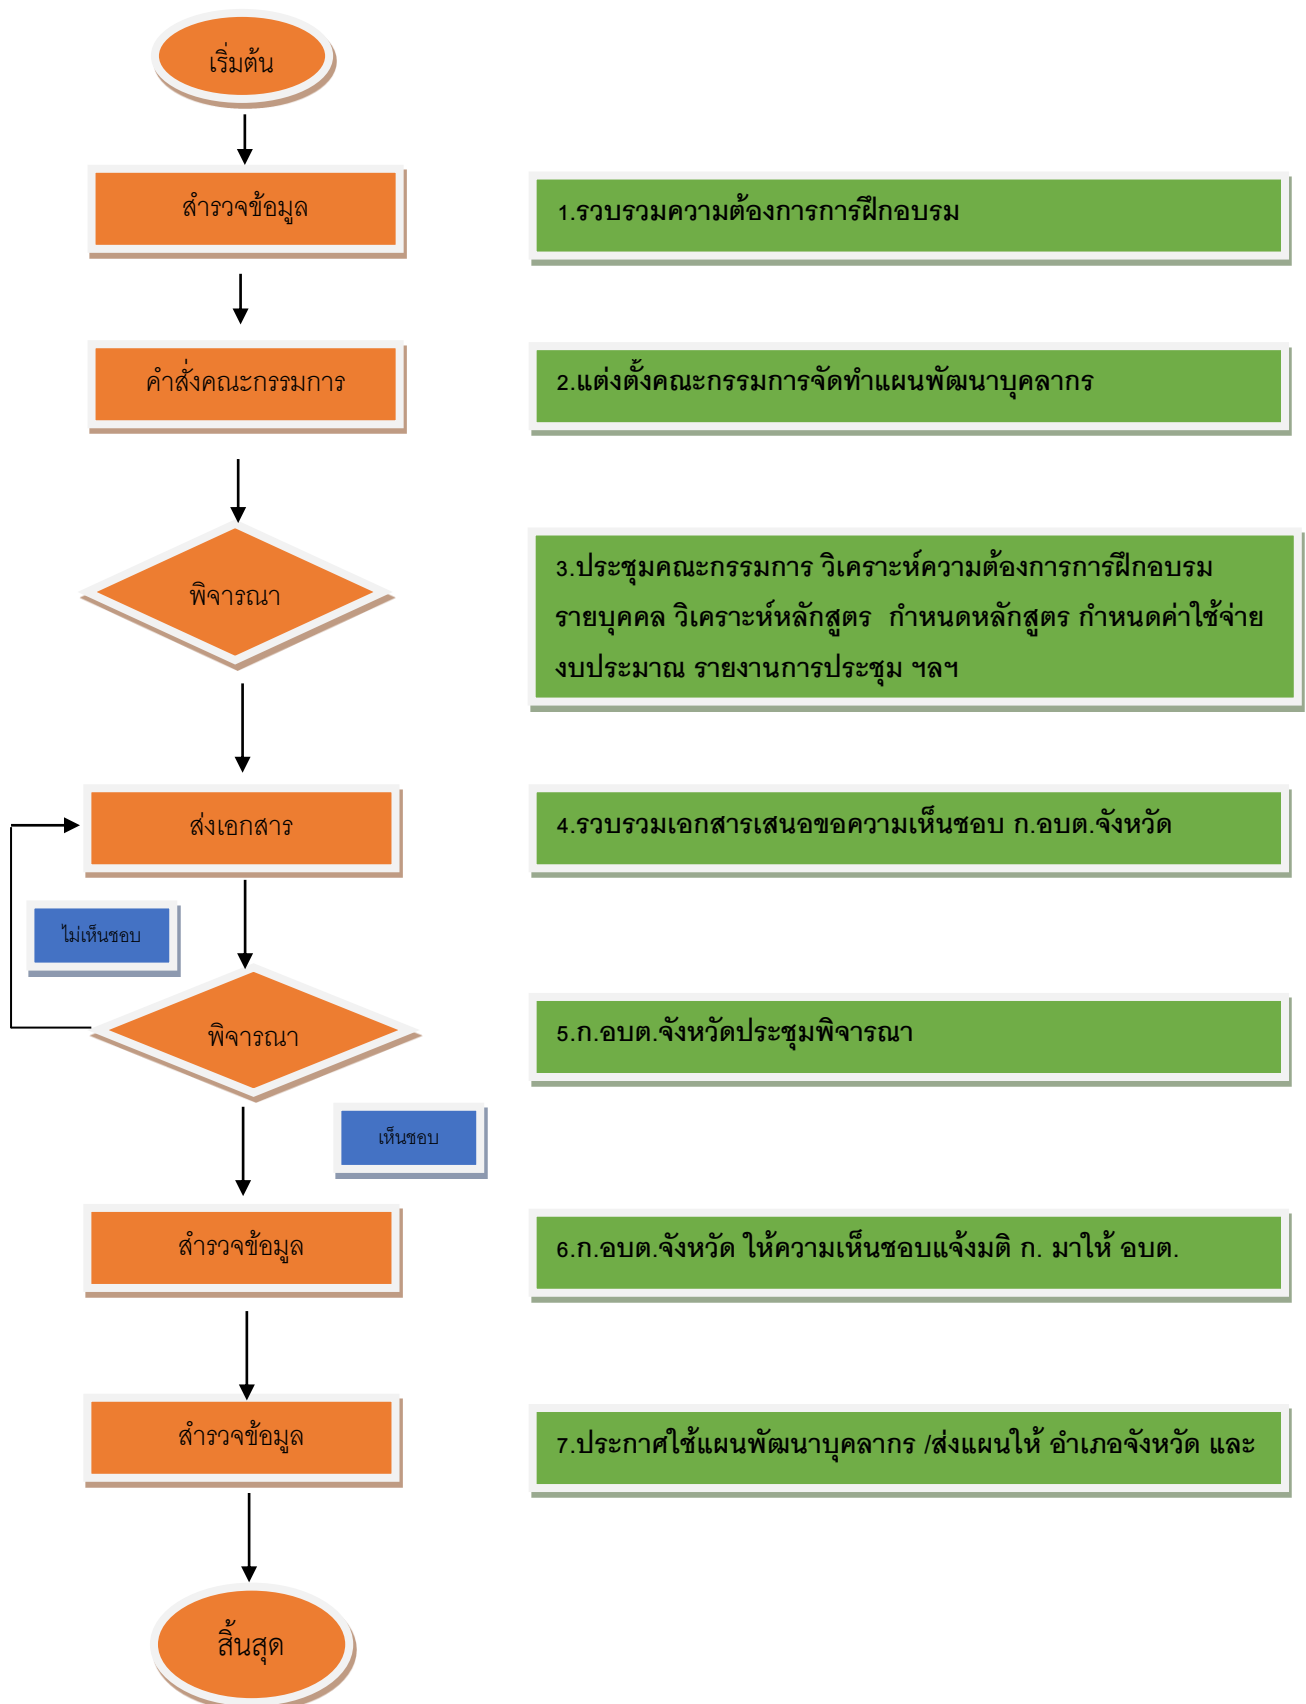 เริ่มต้น
สำรวจข้อมูล
1.รวบรวมความต้องการการฝึกอบรม
คำสั่งคณะกรรมการ
2.แต่งตั้งคณะกรรมการจัดทำแผนพัฒนาบุคลากร
พิจารณา
3.ประชุมคณะกรรมการ วิเคราะห์ความต้องการการฝึกอบรม
รายบุคคล วิเคราะห์หลักสูตร  กำหนดหลักสูตร กำหนดค่าใช้จ่าย
งบประมาณ รายงานการประชุม ฯลฯ
ส่งเอกสาร
4.รวบรวมเอกสารเสนอขอความเห็นชอบ ก.อบต.จังหวัด
ไม่เห็นชอบ
พิจารณา
5.ก.อบต.จังหวัดประชุมพิจารณา
เห็นชอบ
สำรวจข้อมูล
6.ก.อบต.จังหวัด ให้ความเห็นชอบแจ้งมติ ก. มาให้ อบต.
สำรวจข้อมูล
7.ประกาศใช้แผนพัฒนาบุคลากร /ส่งแผนให้ อำเภอจังหวัด และ
สิ้นสุด